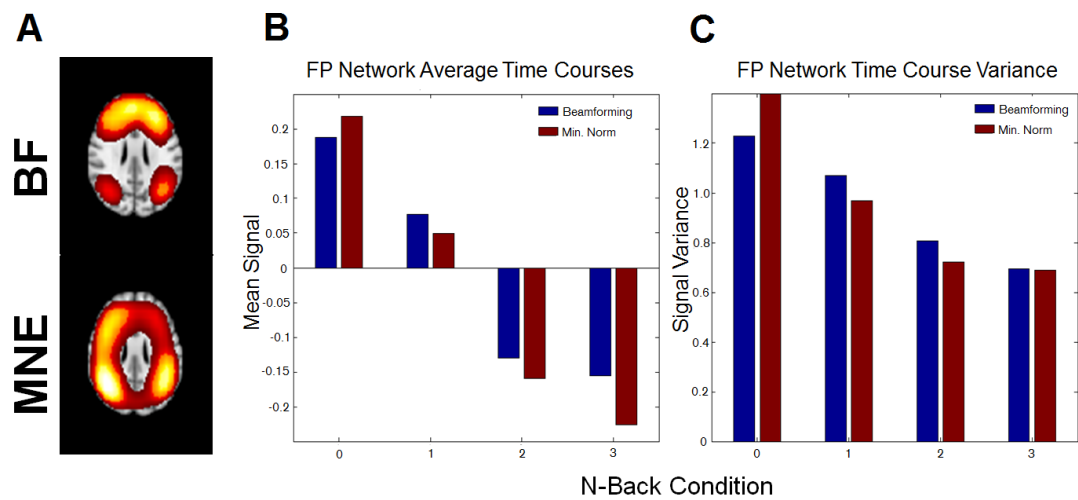 A
BF
MNE
B
FP Network Average Time Courses
Beamforming
Min. Norm
Mean Signal
0.2
0.15
0.1
0.05
0
-0.05
-0.1
-0.15
-0.2
0
1
2
3
C
FP Network Time Course Variance
Beamforming
Min. Norm
Signal Variance
1.2
1.0
0.8
0.6
0.4
0.2
0
0
1
2
3
N-Back Condition